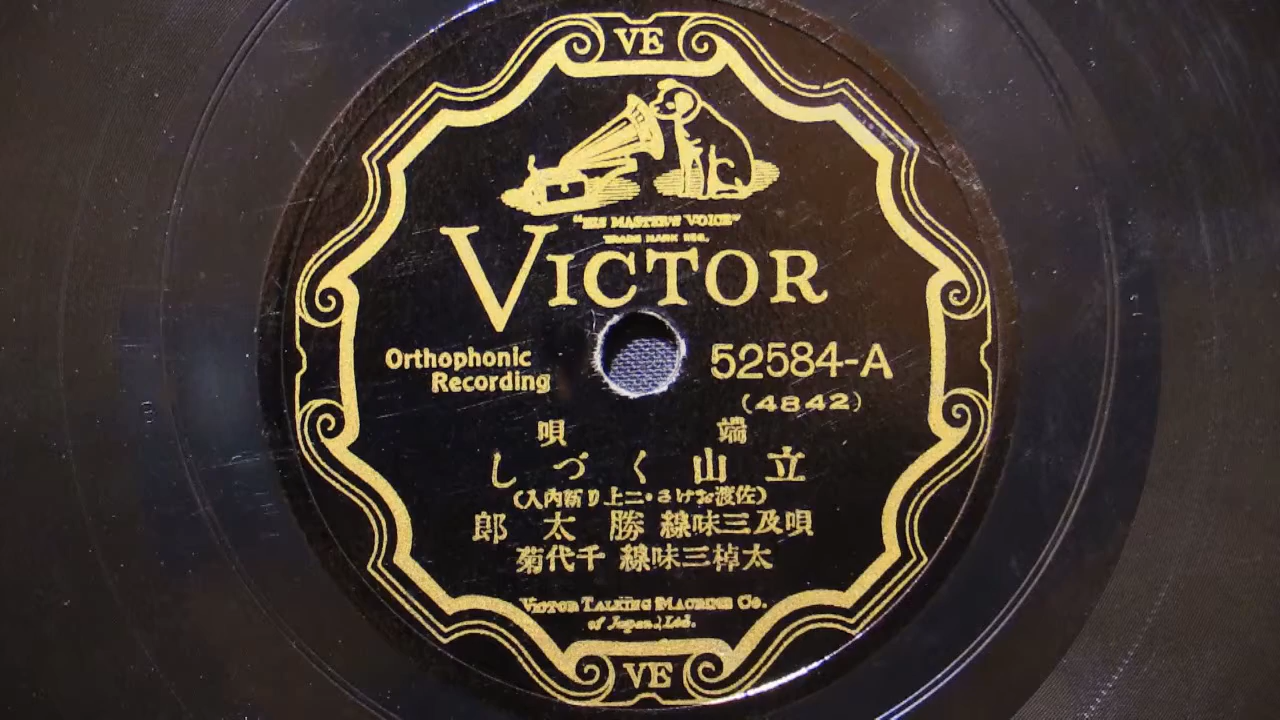 VE
"HIS MASTER'S VOICE"
TRADE MARK REG.
VICTOR
Orthophonic
Recording
52584-A
(4842)
端唄
立山くづし
(佐渡おけさ・二上り新内入)
唄及三味線 勝太郎
太棹三味線 千代菊
VICTOR TALKING MACHINE CO.
of Japan, Ltd.
VE